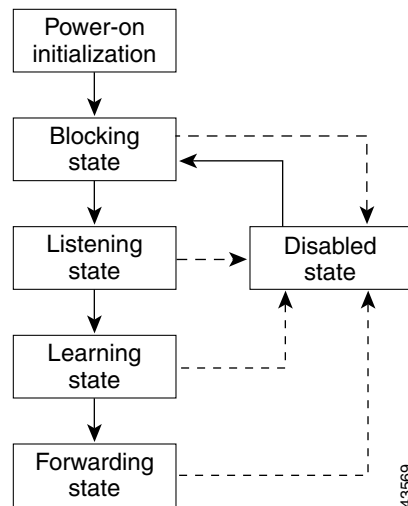 Power-on
initialization
Blocking
state
Listening
state
Disabled
state
Learning
state
Forwarding
state
43569